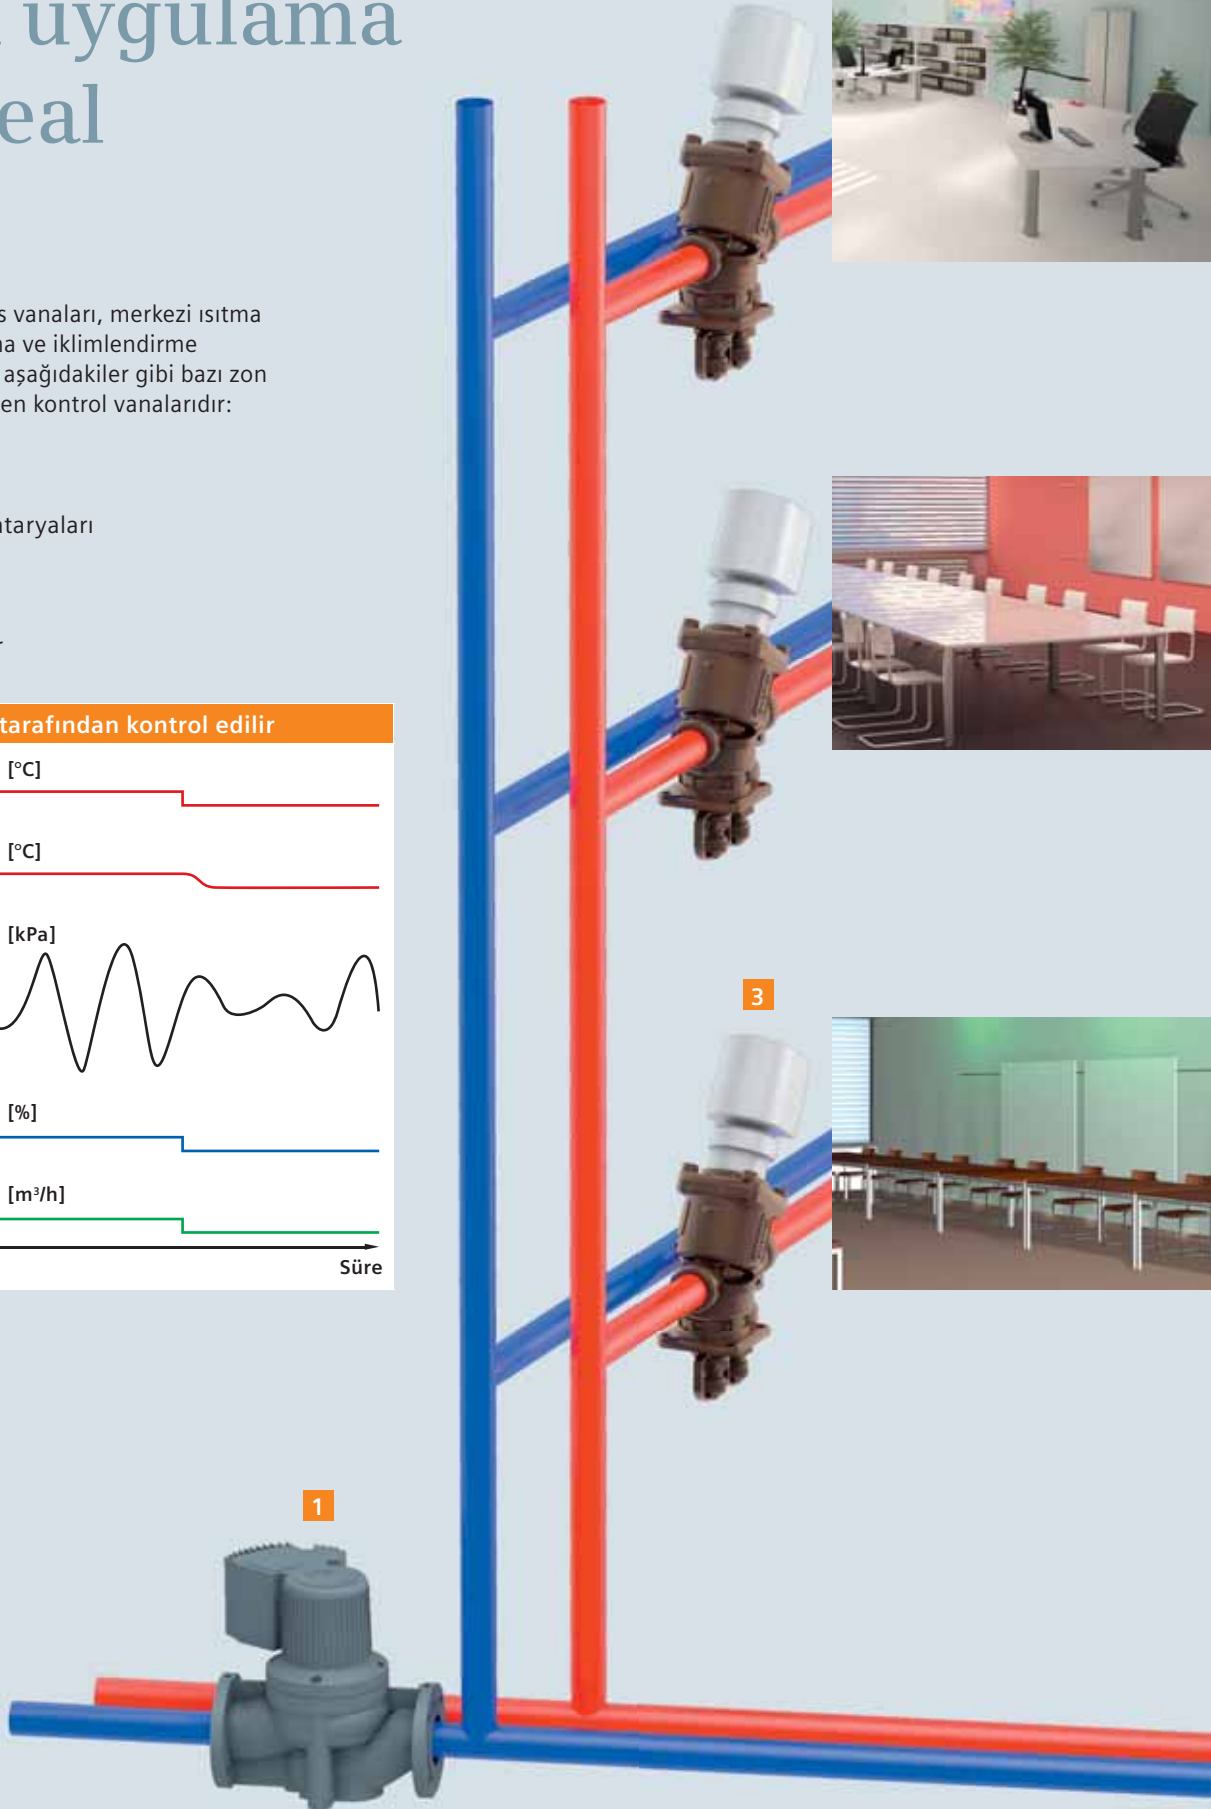 uygulama
eal
s vanaları, merkezi ısıtma
na ve iklimlendirme
aşağıdakiler gibi bazı zon
en kontrol vanalarıdır:
ataryaları
tarafından kontrol edilir
[°C]
[°C]
[kPa]
[%]
[m³/h]
Süre
3
1